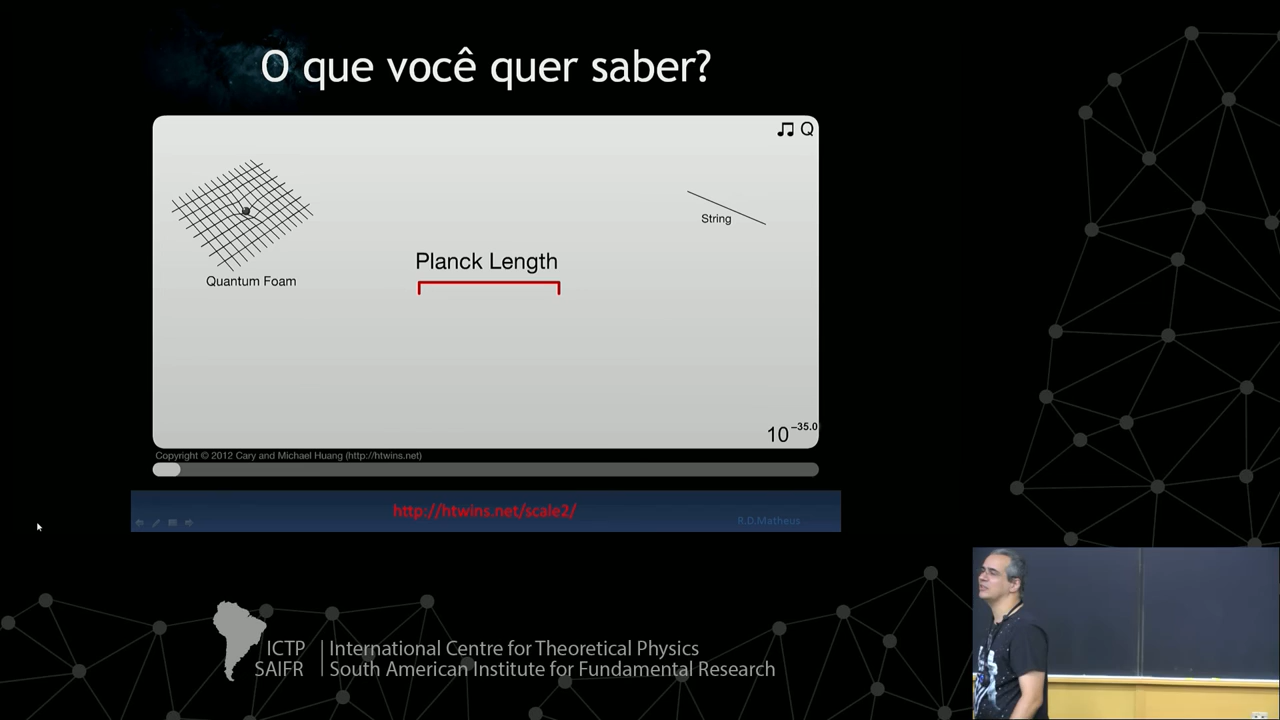 O que você quer saber?
Q
String
Quantum Foam
Planck Length
10^-35.0
Copyright © 2012 Cary and Michael Huang (http://htwins.net)
http://htwins.net/scale2/
R.D.Matheus
ICTP
SAIFR
International Centre for Theoretical Physics
South American Institute for Fundamental Research